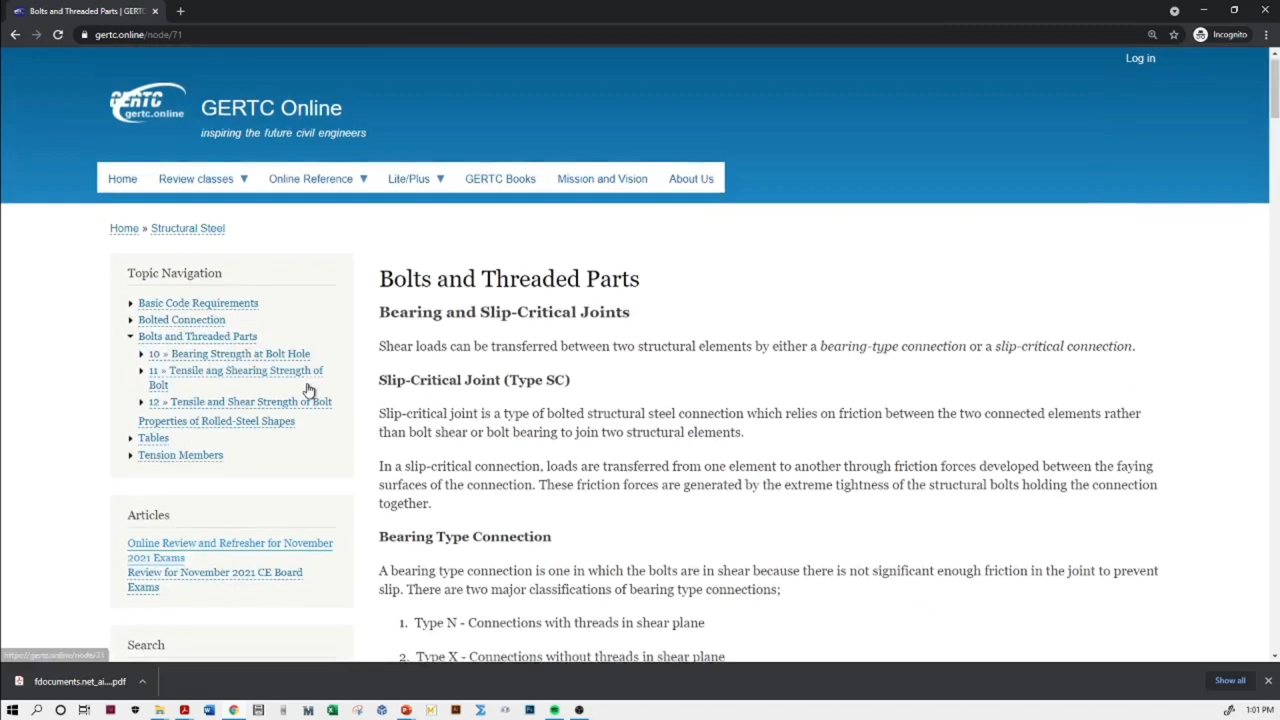 Bolts and Threaded Parts | GERTC
gertc.online/node/71
Incognito
Log in
GERTC
gertc.online
GERTC Online
inspiring the future civil engineers
Home
Review classes ▼
Online Reference ▼
Lite/Plus ▼
GERTC Books
Mission and Vision
About Us
Home » Structural Steel
Topic Navigation
Basic Code Requirements
Bolted Connection
Bolts and Threaded Parts
10 » Bearing Strength at Bolt Hole
11 » Tensile ang Shearing Strength of
Bolt
12 » Tensile and Shear Strength of Bolt
Properties of Rolled-Steel Shapes
Tables
Tension Members
Articles
Online Review and Refresher for November
2021 Exams
Review for November 2021 CE Board
Exams
Search
Bolts and Threaded Parts
Bearing and Slip-Critical Joints
Shear loads can be transferred between two structural elements by either a bearing-type connection or a slip-critical connection.
Slip-Critical Joint (Type SC)
Slip-critical joint is a type of bolted structural steel connection which relies on friction between the two connected elements rather
than bolt shear or bolt bearing to join two structural elements.
In a slip-critical connection, loads are transferred from one element to another through friction forces developed between the faying
surfaces of the connection. These friction forces are generated by the extreme tightness of the structural bolts holding the connection
together.
Bearing Type Connection
A bearing type connection is one in which the bolts are in shear because there is not significant enough friction in the joint to prevent
slip. There are two major classifications of bearing type connections;
1. Type N - Connections with threads in shear plane
2. Type X - Connections without threads in shear plane
https://gertc.online/node/71
fdocuments.net_ai....pdf
Show all
1:01 PM